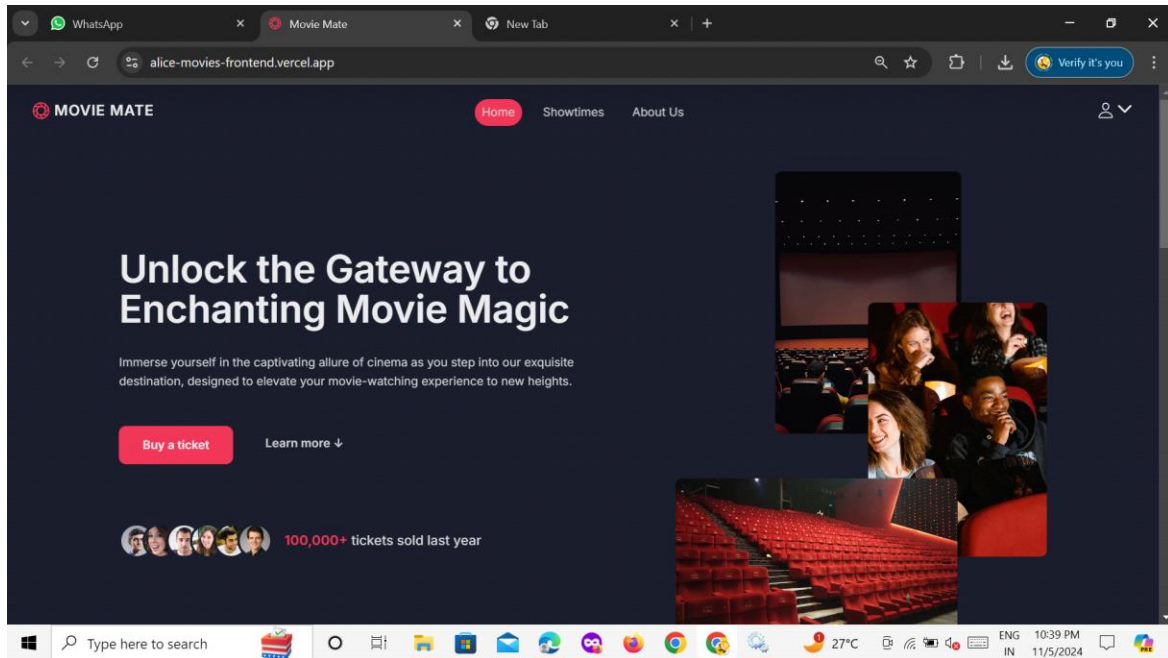 WhatsApp
Movie Mate
New Tab
alice-movies-frontend.vercel.app
Verify it's you
MOVIE MATE
Home
Showtimes
About Us
Unlock the Gateway to
Enchanting Movie Magic
Immerse yourself in the captivating allure of cinema as you step into our exquisite
destination, designed to elevate your movie-watching experience to new heights.
Buy a ticket
Learn more ↓
100,000+ tickets sold last year
Type here to search
27°C
ENG
IN
10:39 PM
11/5/2024
PRE